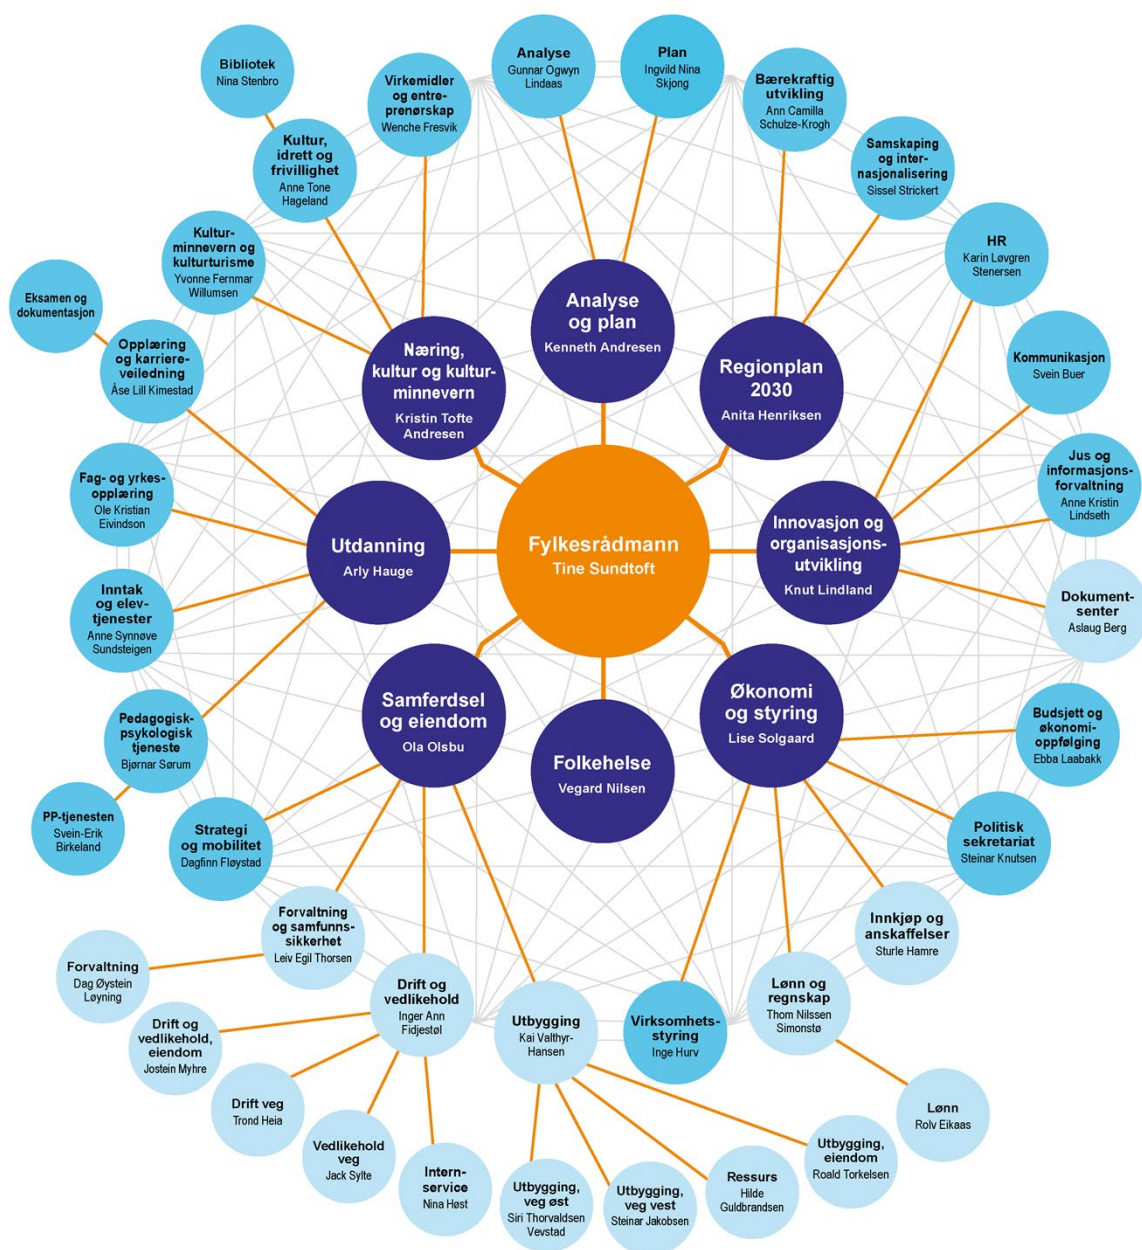 Analyse
Gunnar Ogwyn
Lindaas
Plan
Ingvild Nina
Skjong
Bibliotek
Nina Stenbro
Virkemidler
og entre-
prenørskap
Wenche Fresvik
Bærekraftig
utvikling
Ann Camilla
Schulze-Krogh
Kultur,
idrett og
frivillighet
Anne Tone
Hageland
Samskaping
og inter-
nasjonalisering
Sissel Strickert
Kultur-
minnevern og
kulturturisme
Yvonne Fernmar
Willumsen
HR
Karin Løvgren
Stenersen
Eksamen og
dokumentasjon
Analyse
og plan
Kenneth Andresen
Opplæring
og karriere-
veiledning
Åse Lill Kimestad
Næring,
kultur og kultur-
minnevern
Kristin Tofte
Andresen
Regionplan
2030
Anita Henriksen
Kommunikasjon
Svein Buer
Fag- og yrkes-
opplæring
Ole Kristian
Eivindson
Jus og
informasjons-
forvaltning
Anne Kristin
Lindseth
Utdanning
Arly Hauge
Fylkesrådmann
Tine Sundtoft
Innovasjon og
organisasjons-
utvikling
Knut Lindland
Inntak
og elev-
tjenester
Anne Synnøve
Sundsteigen
Dokument-
senter
Aslaug Berg
Pedagogisk-
psykologisk
tjeneste
Bjørnar Sørum
Samferdsel
og eiendom
Ola Olsbu
Folkehelse
Vegard Nilsen
Økonomi
og styring
Lise Solgaard
Budsjett og
økonomi-
oppfølging
Ebba Laabakk
PP-tjenesten
Svein-Erik
Birkeland
Strategi
og mobilitet
Dagfinn Fløystad
Politisk
sekretariat
Steinar Knutsen
Forvaltning
og samfunns-
sikkerhet
Leiv Egil Thorsen
Innkjøp og
anskaffelser
Sturle Hamre
Forvaltning
Dag Øystein
Løyning
Drift og
vedlikehold
Inger Ann
Fidjestøl
Utbygging
Kai Valthyr-
Hansen
Virksomhets-
styring
Inge Hurv
Lønn og
regnskap
Thom Nilssen
Simonstø
Drift og
vedlikehold,
eiendom
Jostein Myhre
Drift veg
Trond Heia
Vedlikehold
veg
Jack Sylte
Intern-
service
Nina Høst
Utbygging,
veg øst
Siri Thorvaldsen
Vevstad
Utbygging,
veg vest
Steinar Jakobsen
Ressurs
Hilde
Guldbrandsen
Utbygging,
eiendom
Roald Torkelsen
Lønn
Rolv Eikaas